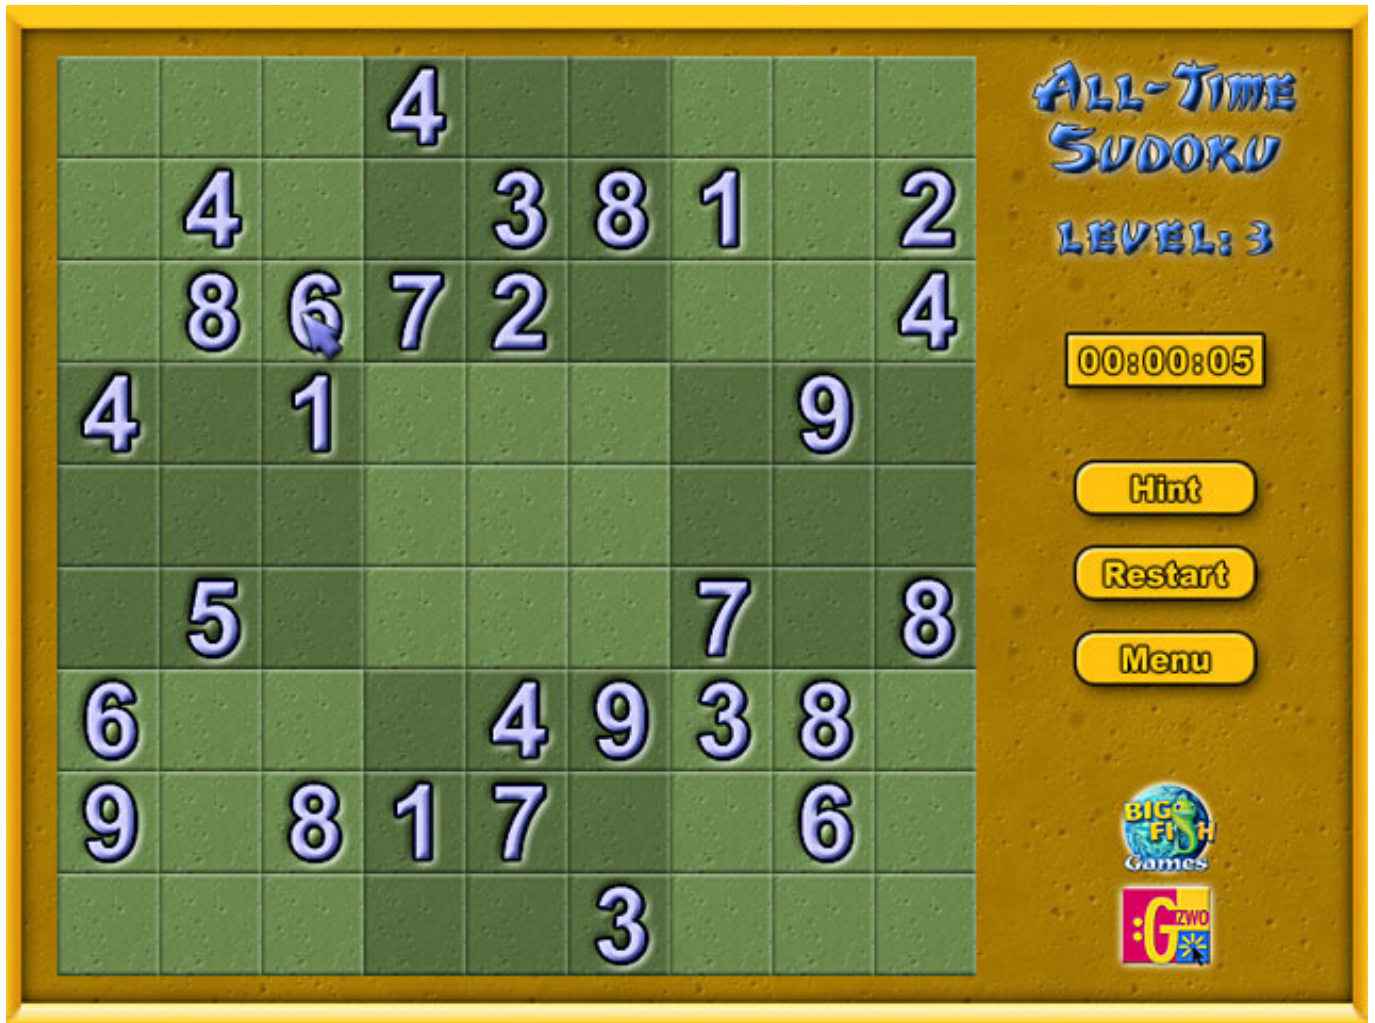 ALL-TIME
SUDOKU
LEVEL: 3
00:00:05
Hint
Restart
Menu
BIG
FISH
Games
:GIZWO
4
4 3 8 1 2
8 6 7 2 4
4 1 9
5 7 8
6 4 9 3 8
9 8 1 7 6
3